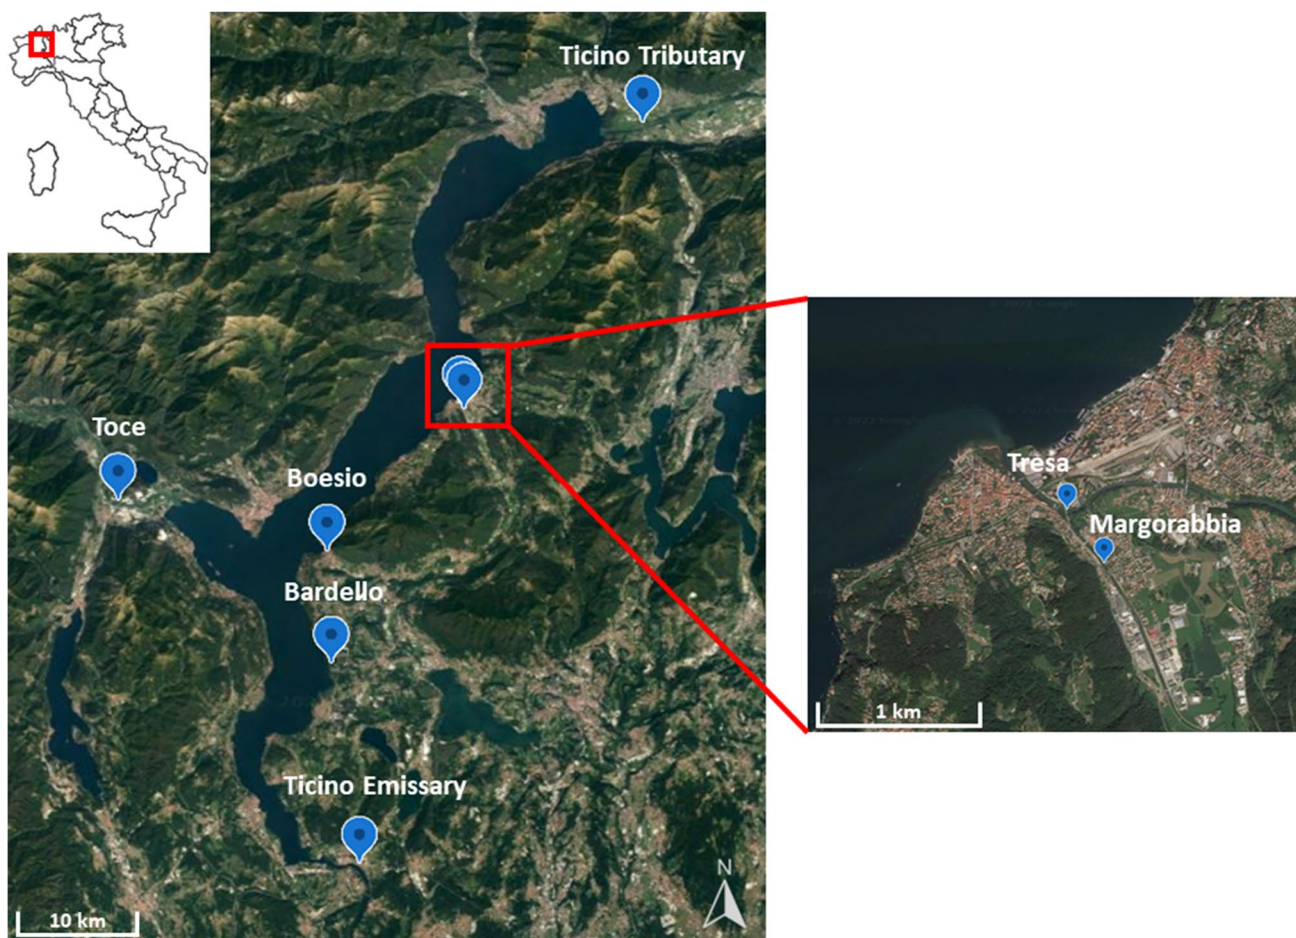 Ticino Tributary
Toce
Boesio
Bardello
Ticino Emissary
N
10 km
Tresa
Margorabbia
1 km